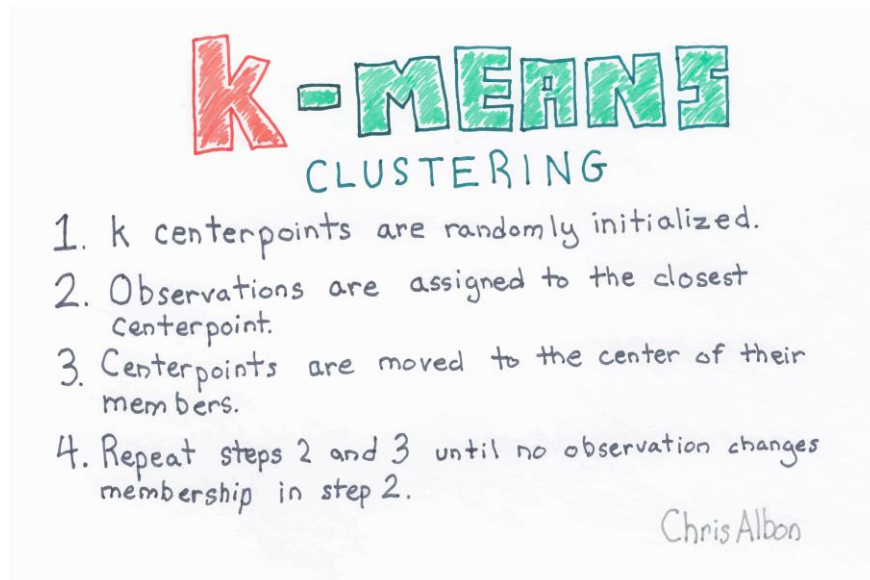 K-MEANS
CLUSTERING
1. K centerpoints are randomly initialized.
2. Observations are assigned to the closest
centerpoint.
3. Centerpoints are moved to the center of their
members.
4. Repeat steps 2 and 3 until no observation changes
membership in step 2.
Chris Albon